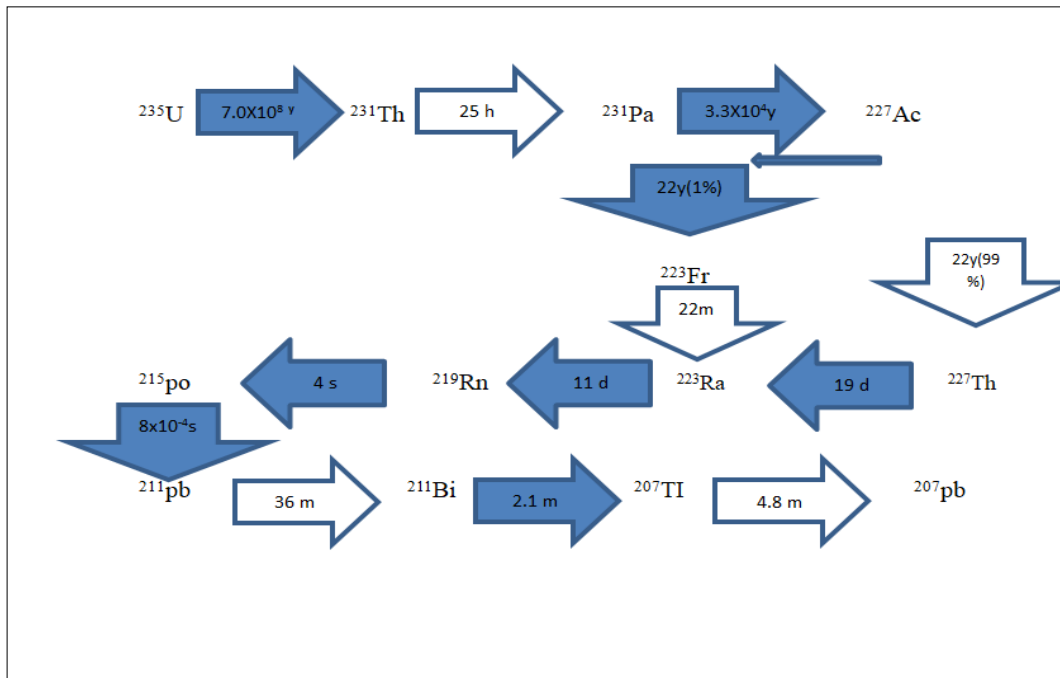 ²³⁵U 7.0X10⁸ ʸ ²³¹Th 25 h ²³¹Pa 3.3X10⁴y ²²⁷Ac
22y(1%)
22y(99
%)
²²³Fr
22m
²¹⁵po 4 s ²¹⁹Rn 11 d ²²³Ra 19 d ²²⁷Th
8x10⁻⁴s
²¹¹pb 36 m ²¹¹Bi 2.1 m ²⁰⁷TI 4.8 m ²⁰⁷pb